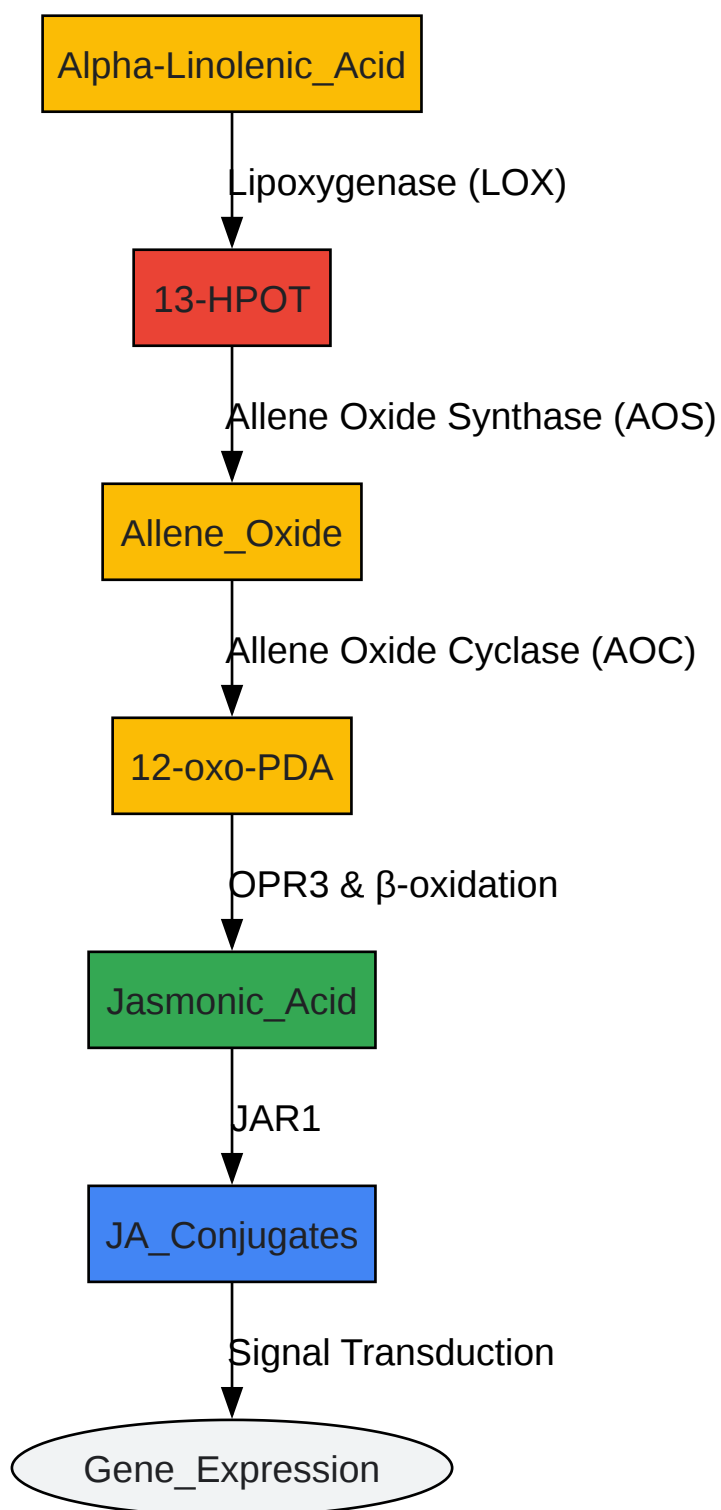 Alpha-Linolenic_Acid
Lipoxygenase (LOX)
13-HPOT
Allene Oxide Synthase (AOS)
Allene_Oxide
Allene Oxide Cyclase (AOC)
12-oxo-PDA
OPR3 & β-oxidation
Jasmonic_Acid
JAR1
JA_Conjugates
Signal Transduction
Gene_Expression